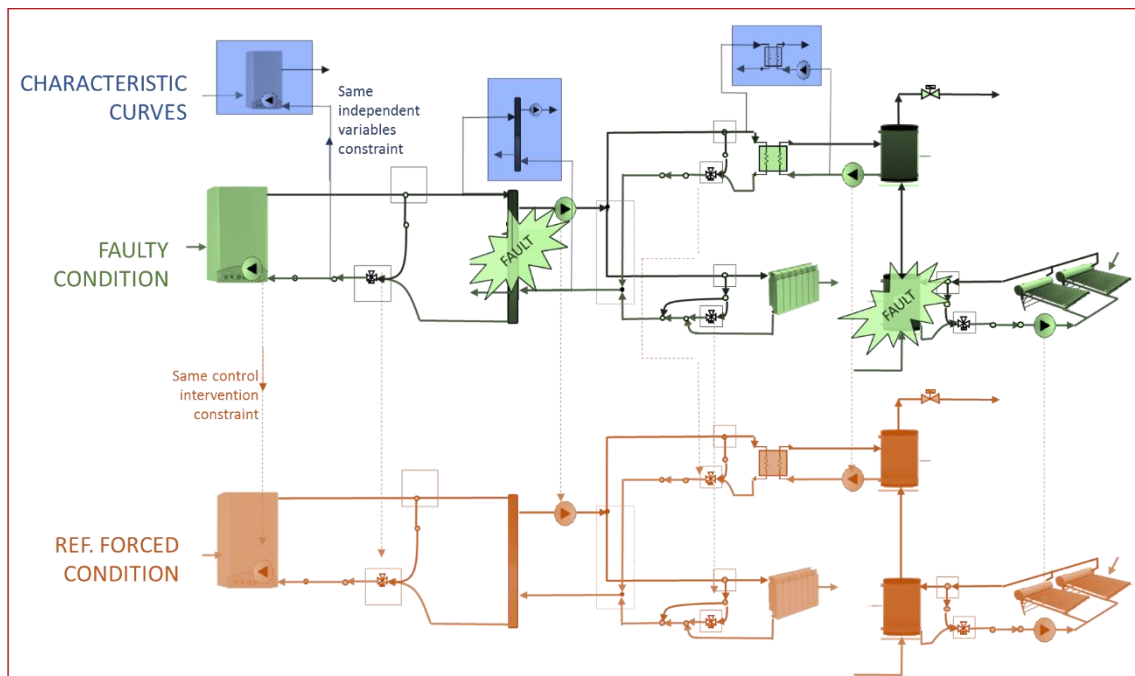 CHARACTERISTIC
CURVES
Same
independent
variables
constraint
FAULTY
CONDITION
FAULT
FAULT
Same control
intervention
constraint
REF. FORCED
CONDITION